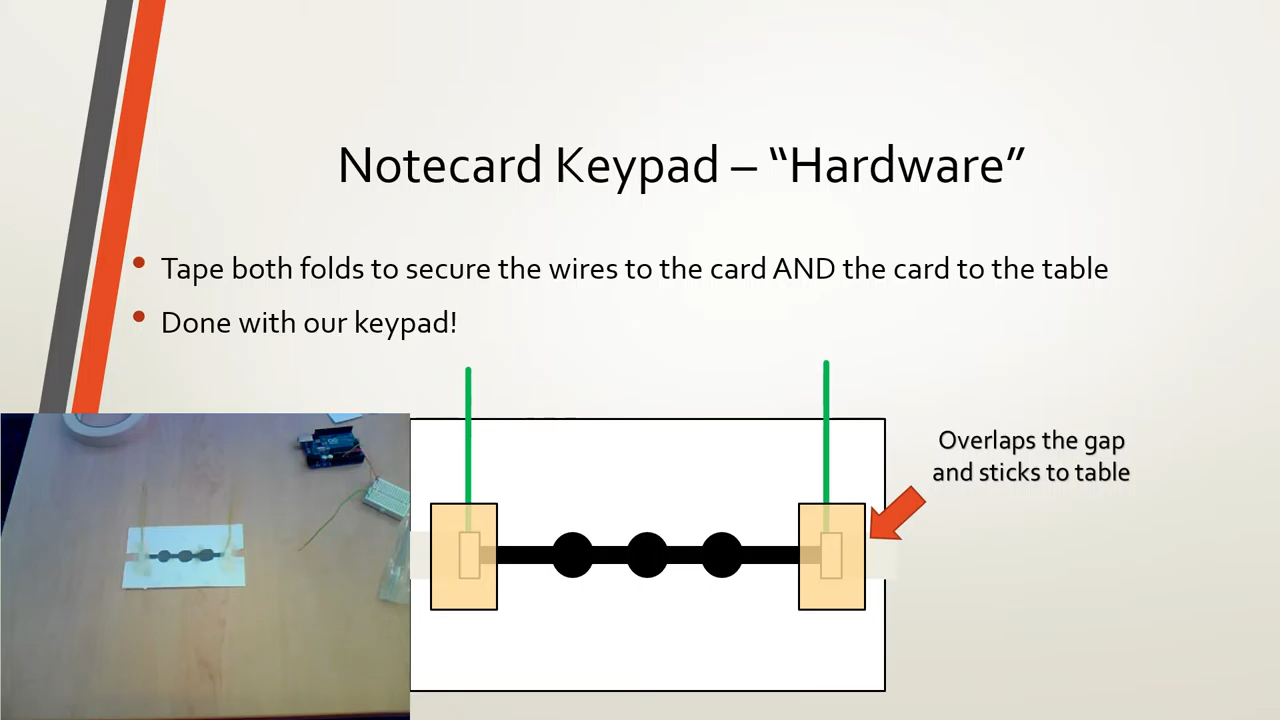 Notecard Keypad – “Hardware”
Tape both folds to secure the wires to the card AND the card to the table
Done with our keypad!
Overlaps the gap
and sticks to table